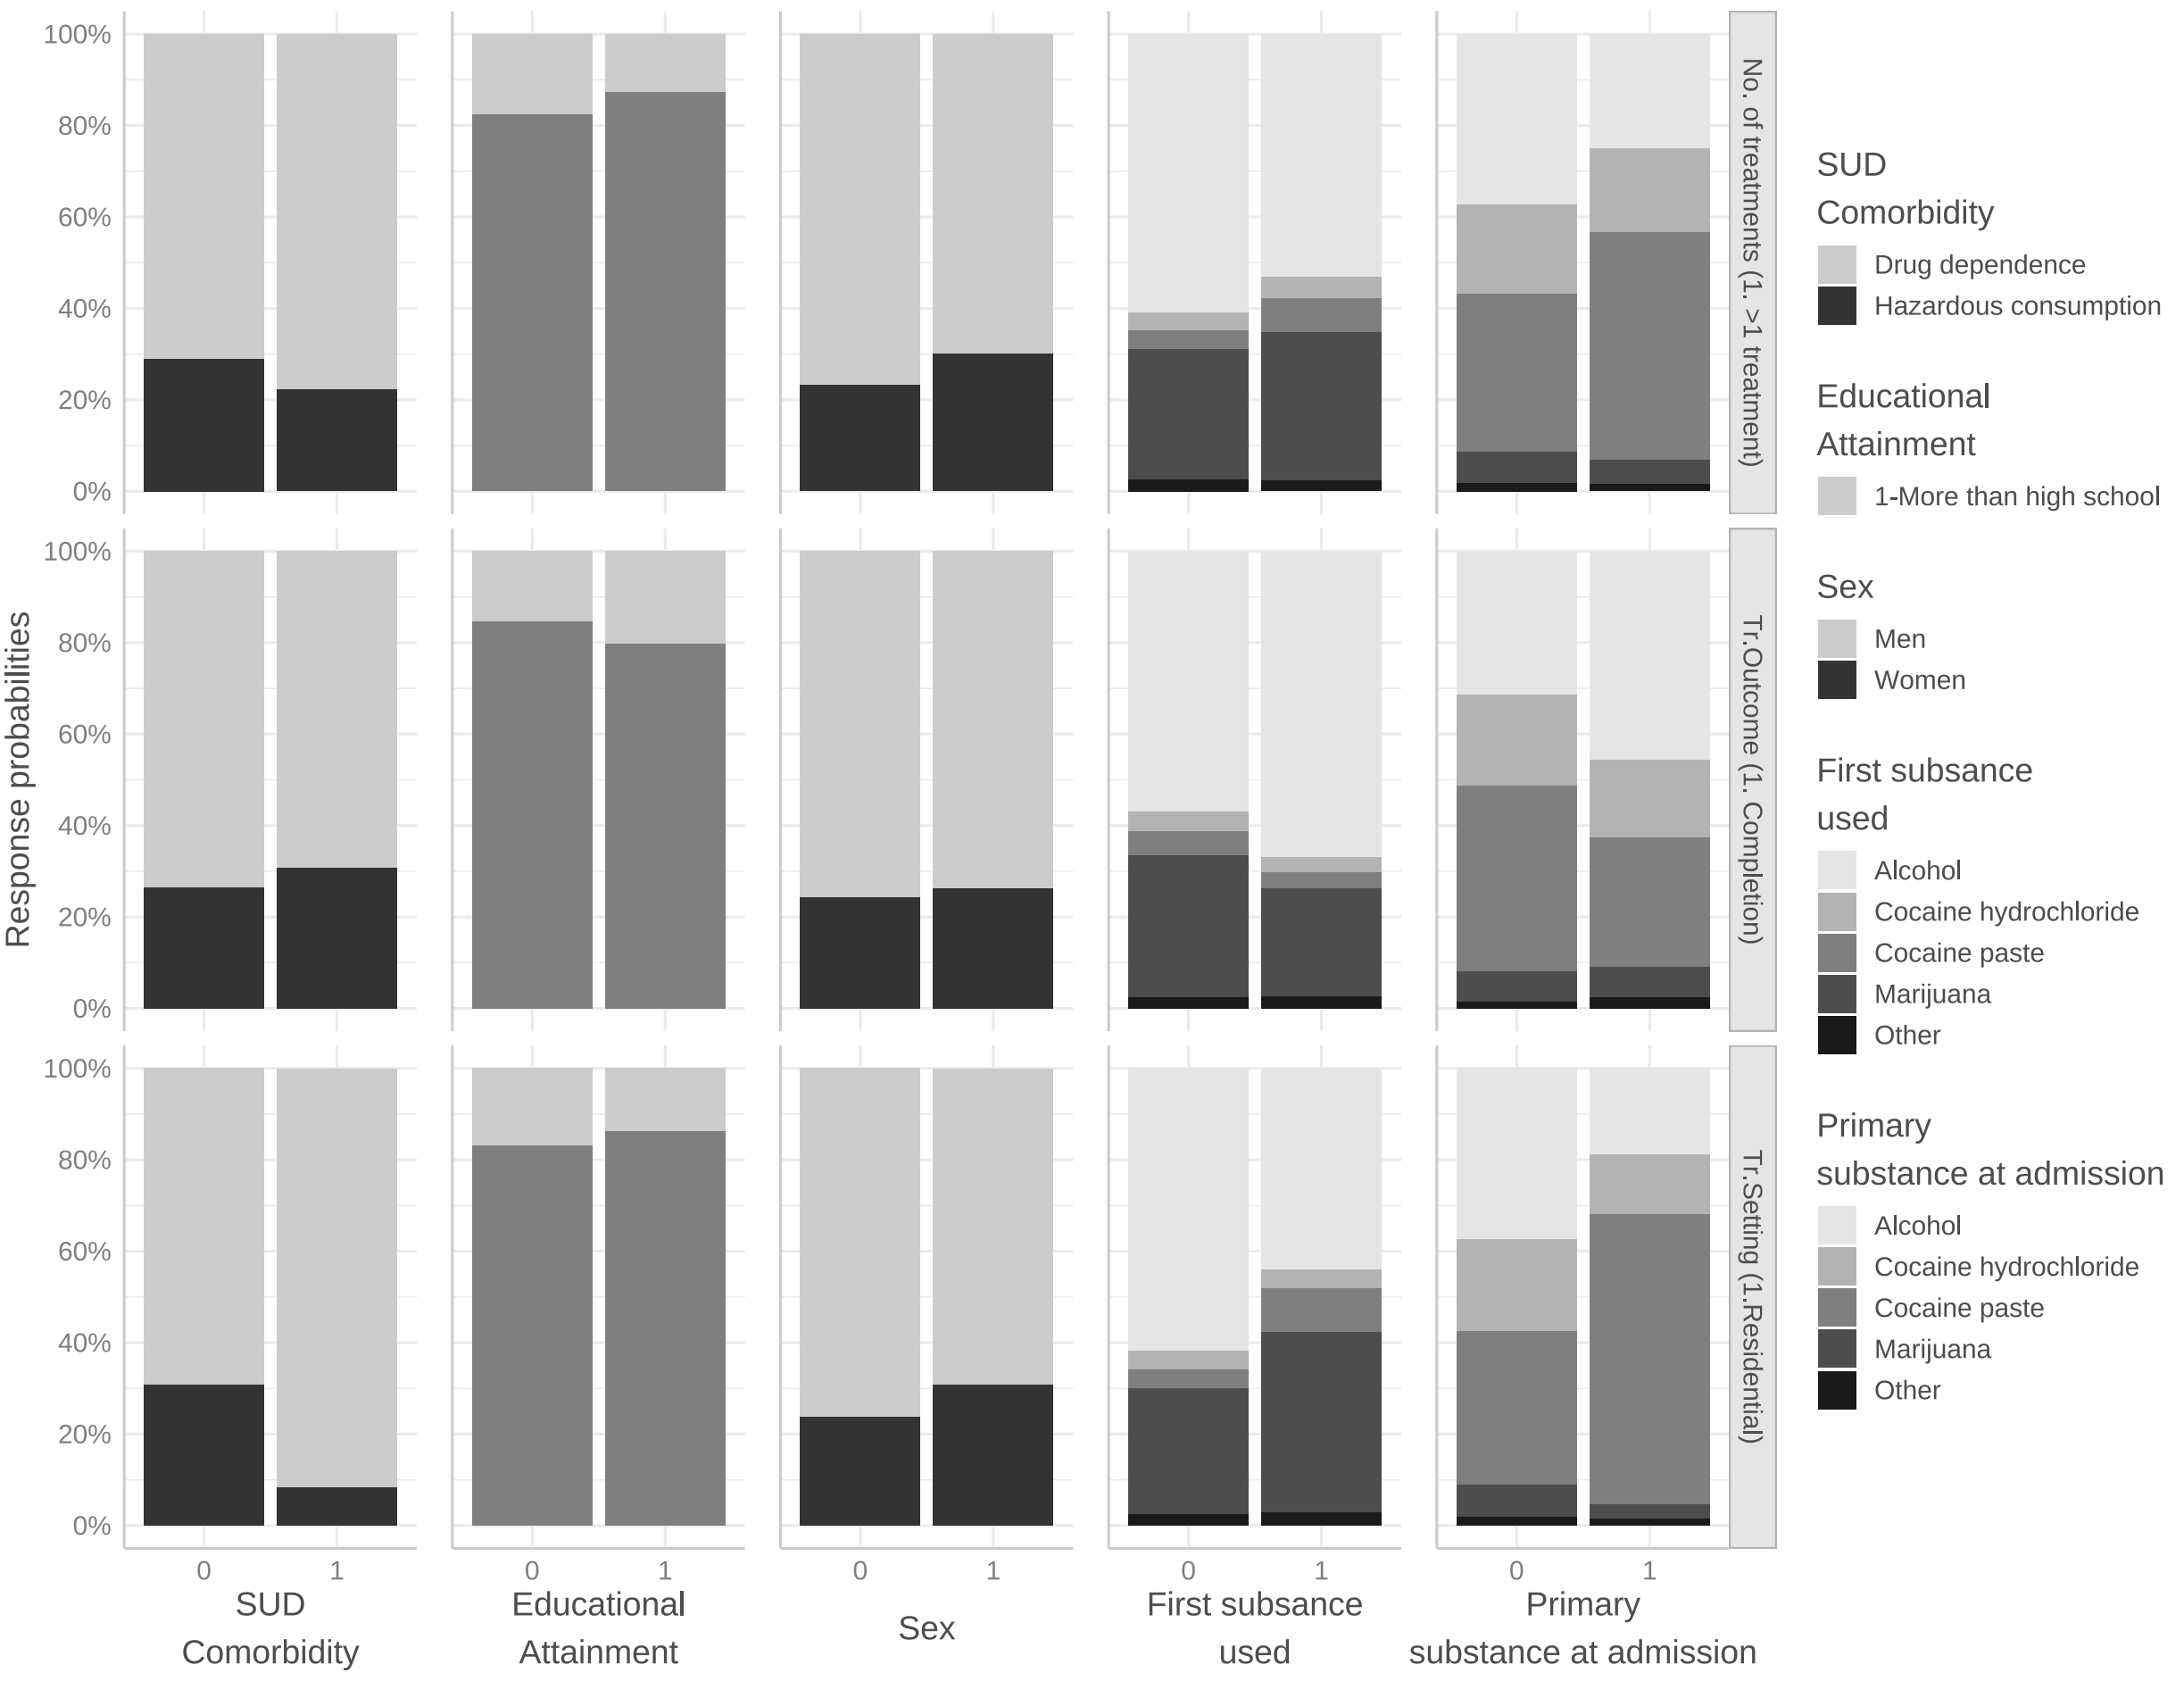 Response probabilities
100%
80%
60%
40%
20%
0%
No. of treatments (1. >1 treatment)
100%
80%
60%
40%
20%
0%
Tr.Outcome (1. Completion)
100%
80%
60%
40%
20%
0%
Tr.Setting (1.Residential)
0 1
0 1
0 1
0 1
0 1
SUD
Comorbidity
Educational
Attainment
Sex
First subsance
used
Primary
substance at admission
SUD
Comorbidity
Drug dependence
Hazardous consumption
Educational
Attainment
1-More than high school
Sex
Men
Women
First subsance
used
Alcohol
Cocaine hydrochloride
Cocaine paste
Marijuana
Other
Primary
substance at admission
Alcohol
Cocaine hydrochloride
Cocaine paste
Marijuana
Other